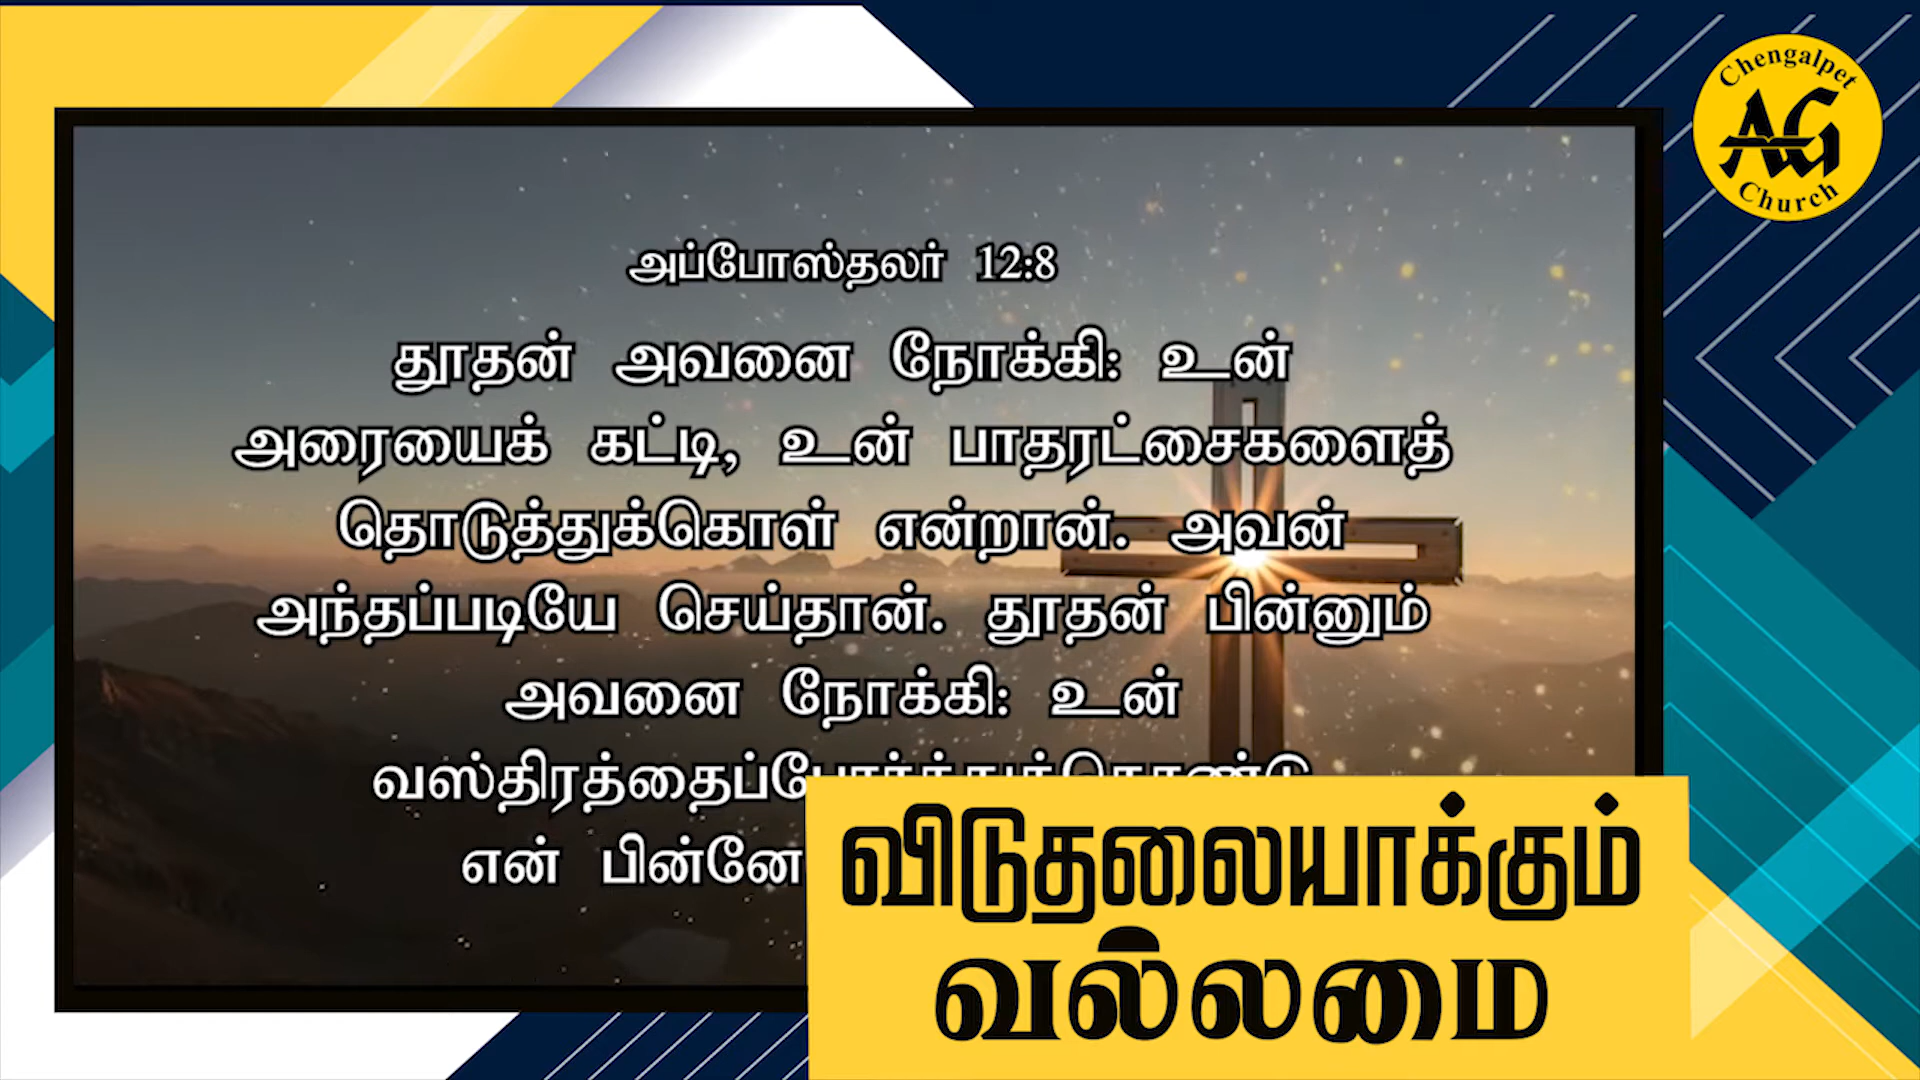 Chengalpet
AG
Church
அப்போஸ்தலர் 12:8
தூதன் அவனை நோக்கி: உன்
அரையைக் கட்டி, உன் பாதரட்சைகளைத்
தொடுத்துக்கொள் என்றான். அவன்
அந்தப்படியே செய்தான். தூதன் பின்னும்
அவனை நோக்கி: உன்
என் பின்னே
விடுதலையாக்கும்
வல்லமை